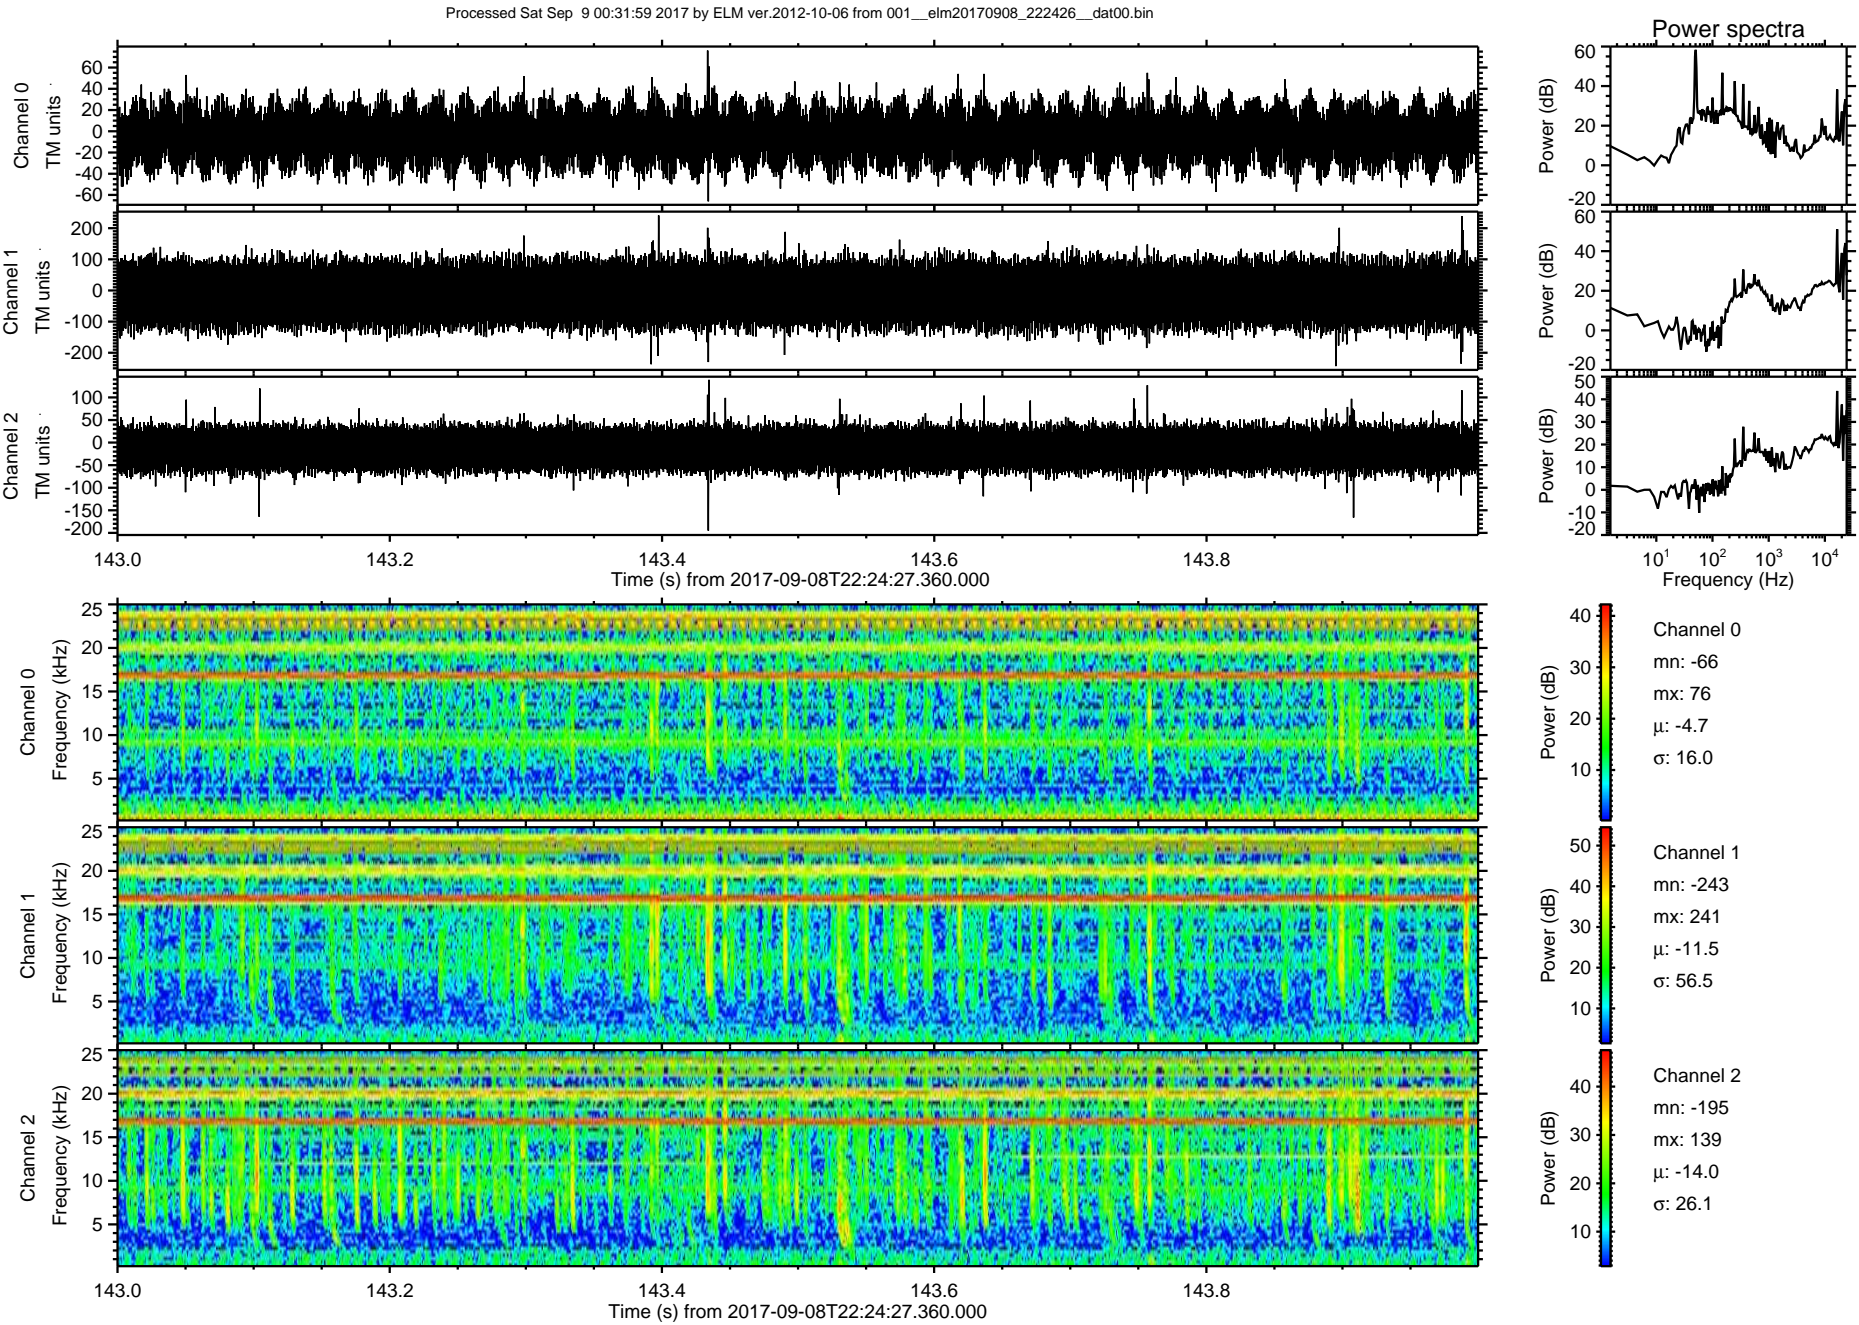 Processed Sat Sep 9 00:31:59 2017 by ELM ver.2012-10-06 from 001__elm20170908_222426__dat00.bin
Power spectra
Channel 0
TM units
60
40
20
0
-20
-40
-60
Power (dB)
60
40
20
0
-20
Channel 1
TM units
200
100
0
-100
-200
Power (dB)
60
40
20
0
-20
Channel 2
TM units
100
50
0
-50
-100
-150
-200
Power (dB)
50
40
30
20
10
0
-10
-20
143.0 143.2 143.4 143.6 143.8
Time (s) from 2017-09-08T22:24:27.360.000
10¹ 10² 10³ 10⁴
Frequency (Hz)
Channel 0
Frequency (kHz)
25
20
15
10
5
Power (dB)
40
30
20
10
Channel 0
mn: -66
mx: 76
μ: -4.7
σ: 16.0
Channel 1
Frequency (kHz)
25
20
15
10
5
Power (dB)
50
40
30
20
10
Channel 1
mn: -243
mx: 241
μ: -11.5
σ: 56.5
Channel 2
Frequency (kHz)
25
20
15
10
5
Power (dB)
40
30
20
10
Channel 2
mn: -195
mx: 139
μ: -14.0
σ: 26.1
143.0 143.2 143.4 143.6 143.8
Time (s) from 2017-09-08T22:24:27.360.000